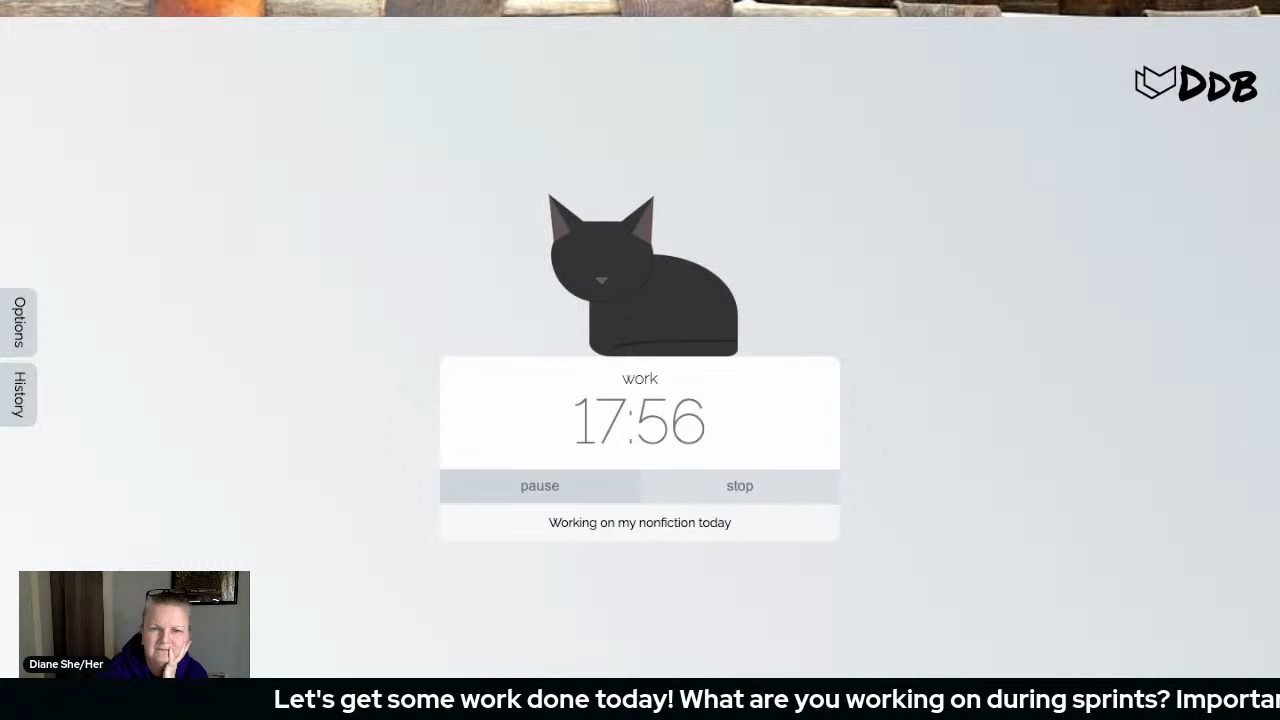 DDB
Options
History
work
17:56
pause stop
Working on my nonfiction today
Diane She/Her
Let's get some work done today! What are you working on during sprints?